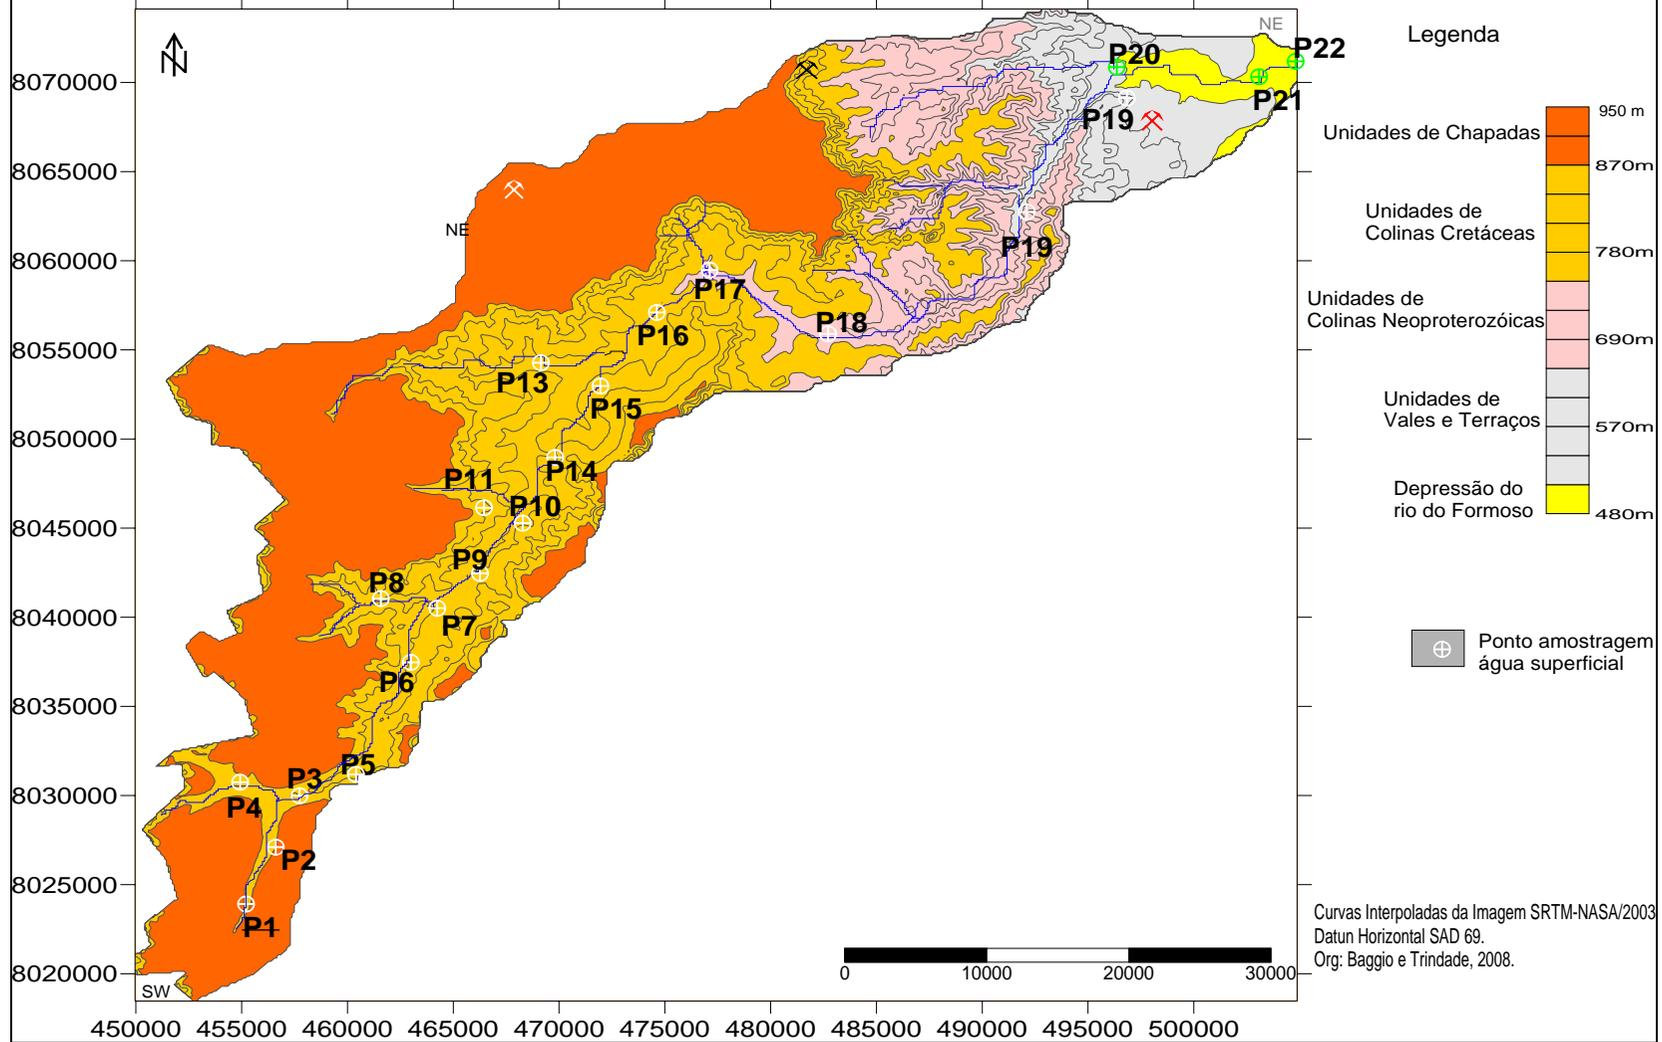 NE
N
NE
SW
8070000
8065000
8060000
8055000
8050000
8045000
8040000
8035000
8030000
8025000
8020000
450000 455000 460000 465000 470000 475000 480000 485000 490000 495000 500000
P20
P22
P21
P19
P19
P17
P18
P16
P13
P15
P14
P11
P10
P9
P8
P7
P6
P5
P3
P4
P2
P1
0 10000 20000 30000
Legenda
950 m
Unidades de Chapadas
870m
Unidades de
Colinas Cretáceas
780m
Unidades de
Colinas Neoproterozóicas
690m
Unidades de
Vales e Terraços
570m
Depressão do
rio do Formoso
480m
Ponto amostragem
água superficial
Curvas Interpoladas da Imagem SRTM-NASA/2003
Datun Horizontal SAD 69.
Org: Baggio e Trindade, 2008.